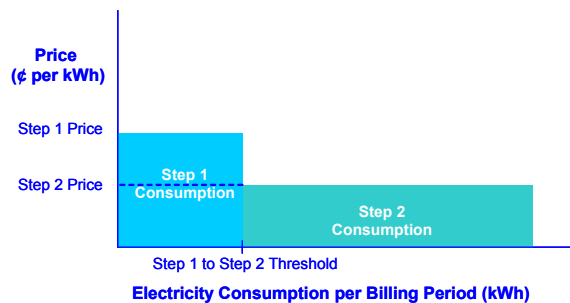 Price
(¢ per kWh)
Step 1 Price
Step 1
Consumption
Step 2 Price
Step 2
Consumption
Step 1 to Step 2 Threshold
Electricity Consumption per Billing Period (kWh)